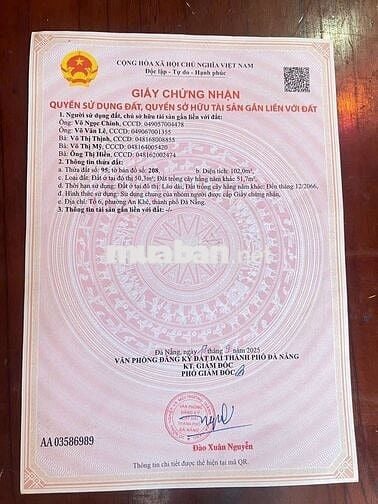 CỘNG HÒA XÃ HỘI CHỦ NGHĨA VIỆT NAM
Độc lập - Tự do - Hạnh phúc
GIẤY CHỨNG NHẬN
QUYỀN SỬ DỤNG ĐẤT, QUYỀN SỞ HỮU TÀI SẢN GẮN LIỀN VỚI ĐẤT
1. Người sử dụng đất, chủ sở hữu tài sản gắn liền với đất:
Ông: Võ Ngọc Chính, CCCD: 049057004478
Ông: Võ Văn Lê, CCCD: 049067001355
Bà: Võ Thị Thịnh, CCCD: 048168008855
Bà: Võ Thị Mỹ, CCCD: 048164005420
Bà: Ông Thị Hiền, CCCD: 048162002474
2. Thông tin thửa đất:
a. Thửa đất số: 95, tờ bản đồ số: 208, b. Diện tích: 102,0m².
c. Loại đất: Đất ở tại đô thị 50,3m²; Đất trồng cây hằng năm khác 51,7m².
d. Thời hạn sử dụng: Đất ở tại đô thị: Lâu dài; Đất trồng cây hằng năm khác: Đến tháng 12/2066.
đ. Hình thức sử dụng: Sử dụng chung của nhóm người được cấp Giấy chứng nhận.
e. Địa chỉ: Tổ 6, phường An Khê, thành phố Đà Nẵng.
3. Thông tin tài sản gắn liền với đất: -/-
muaban.net
Đà Nẵng, ngày tháng 9 năm 2025
VĂN PHÒNG ĐĂNG KÝ ĐẤT ĐAI THÀNH PHỐ ĐÀ NẴNG
KT. GIÁM ĐỐC
PHÓ GIÁM ĐỐC
Đào Xuân Nguyễn
AA 03586989
Thông tin chi tiết được thể hiện tại mã QR.